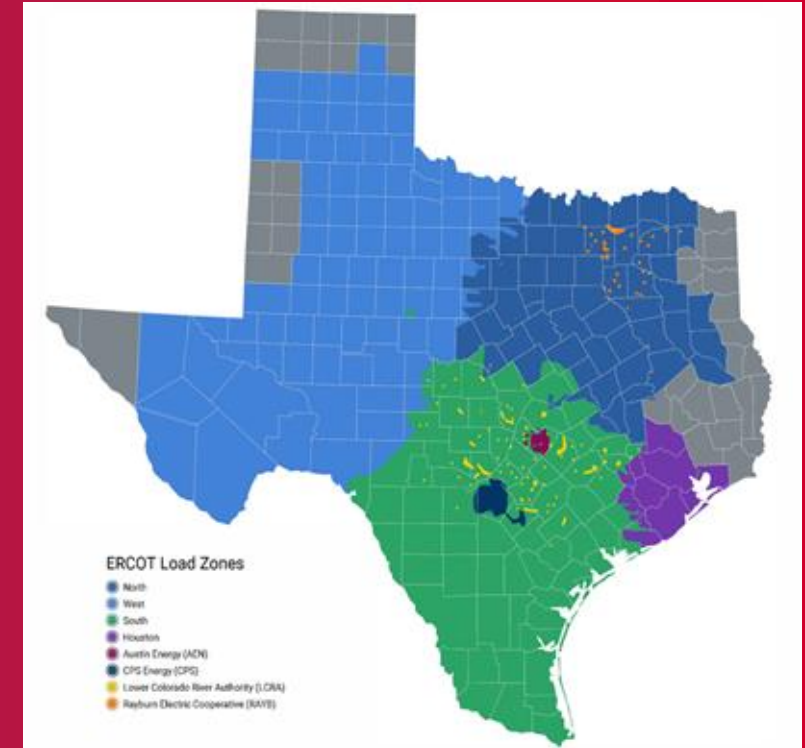 ERCOT Load Zones
North
West
South
Houston
Austin Energy (AEN)
CPS Energy (CPS)
Lower Colorado River Authority (LCRA)
Rayburn Electric Cooperative (RAYB)